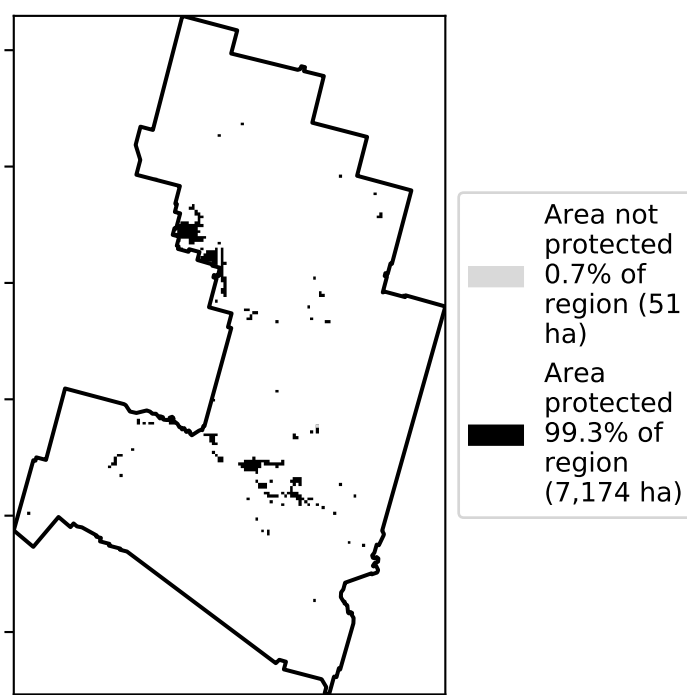 Area not
protected
0.7% of
region (51
ha)
Area
protected
99.3% of
region
(7,174 ha)